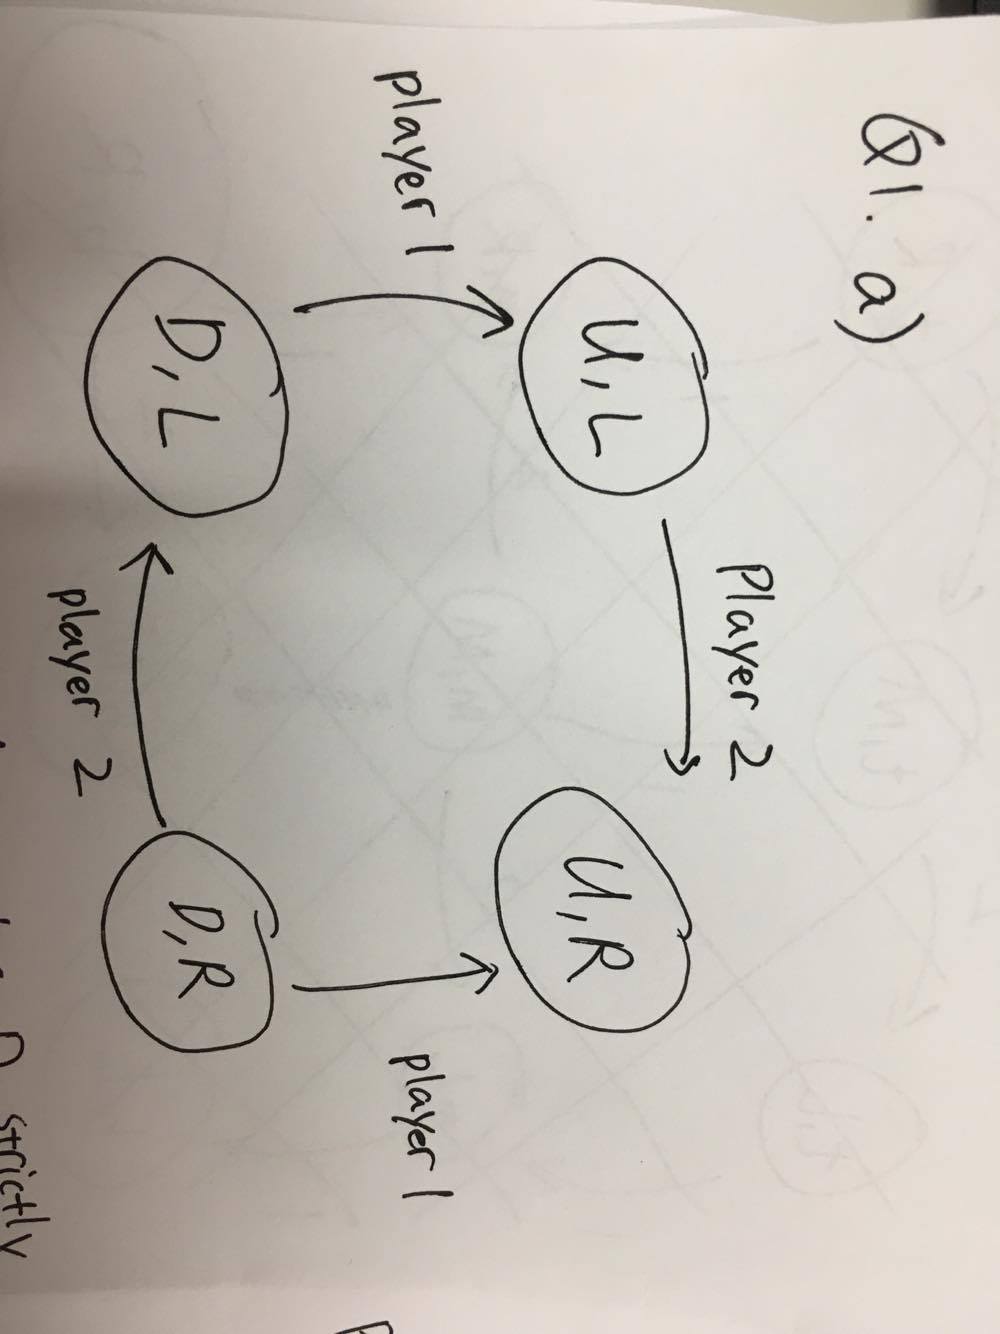 Q1. a)
Player 2
U, L
U, R
player 1
player 1
D, L
D, R
player 2
D strictly